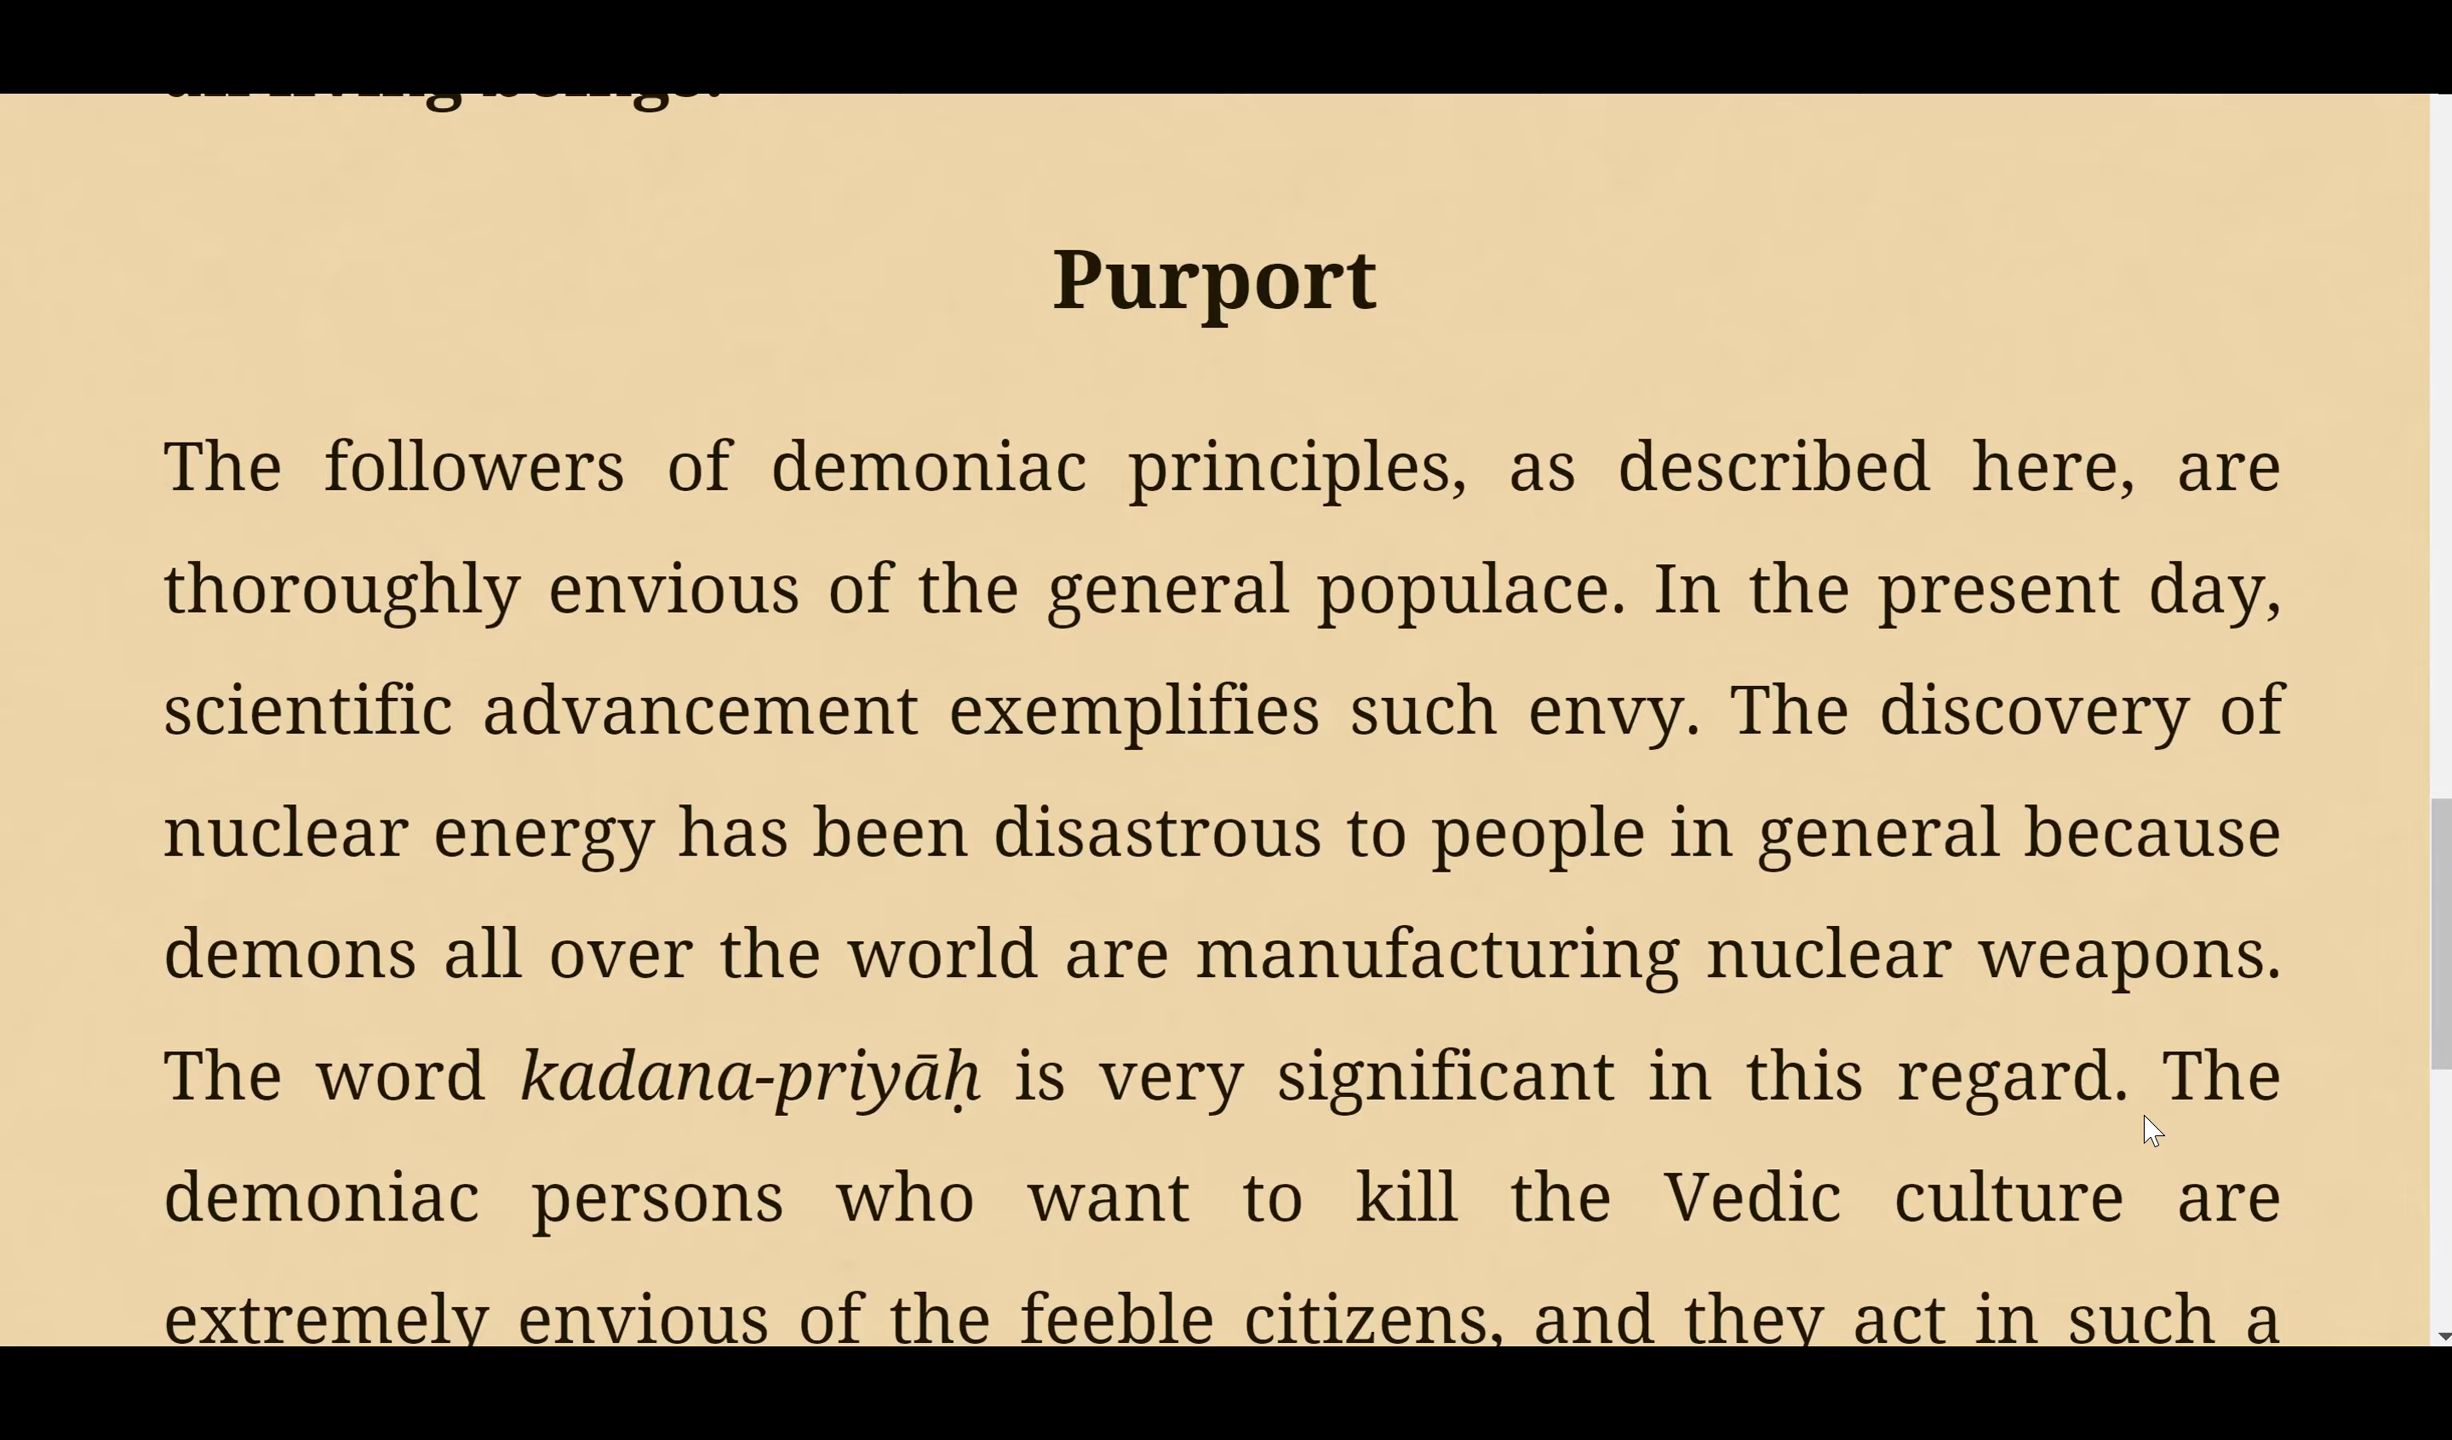 living beings.
Purport
The followers of demoniac principles, as described here, are
thoroughly envious of the general populace. In the present day,
scientific advancement exemplifies such envy. The discovery of
nuclear energy has been disastrous to people in general because
demons all over the world are manufacturing nuclear weapons.
The word kadana-priyāḥ is very significant in this regard. The
demoniac persons who want to kill the Vedic culture are
extremely envious of the feeble citizens, and they act in such a